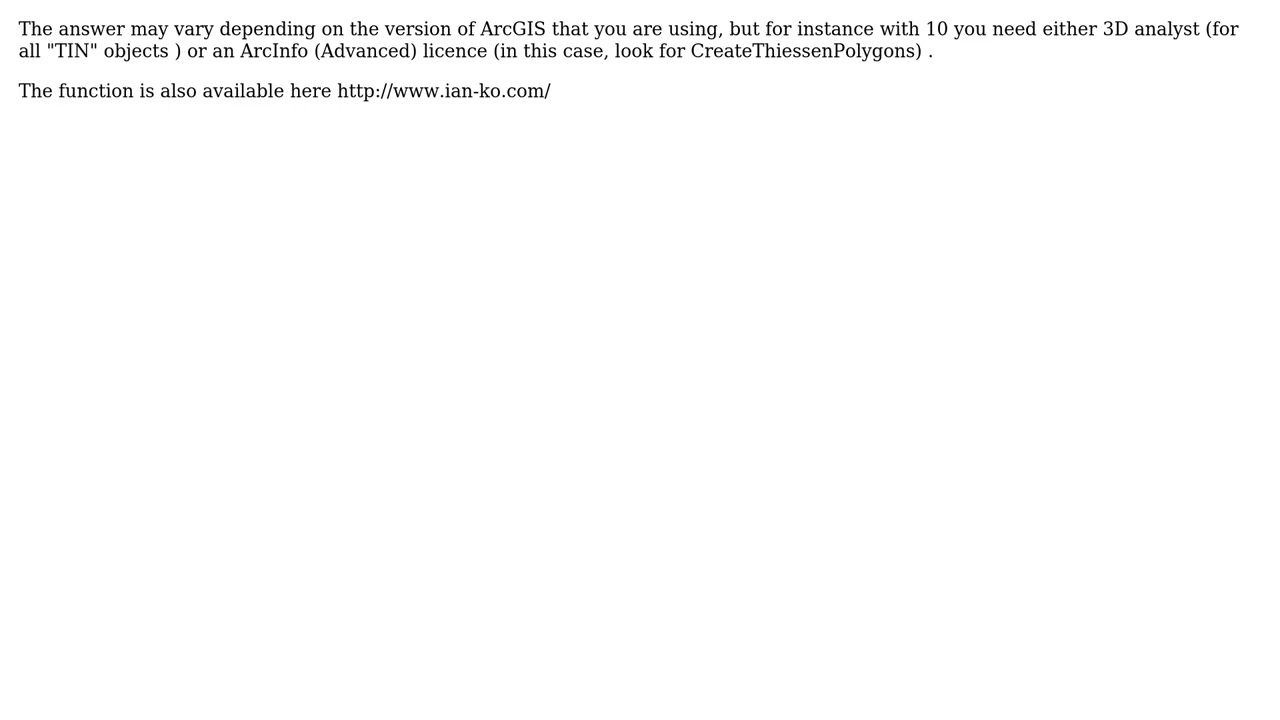 The answer may vary depending on the version of ArcGIS that you are using, but for instance with 10 you need either 3D analyst (for
all "TIN" objects ) or an ArcInfo (Advanced) licence (in this case, look for CreateThiessenPolygons) .
The function is also available here http://www.ian-ko.com/